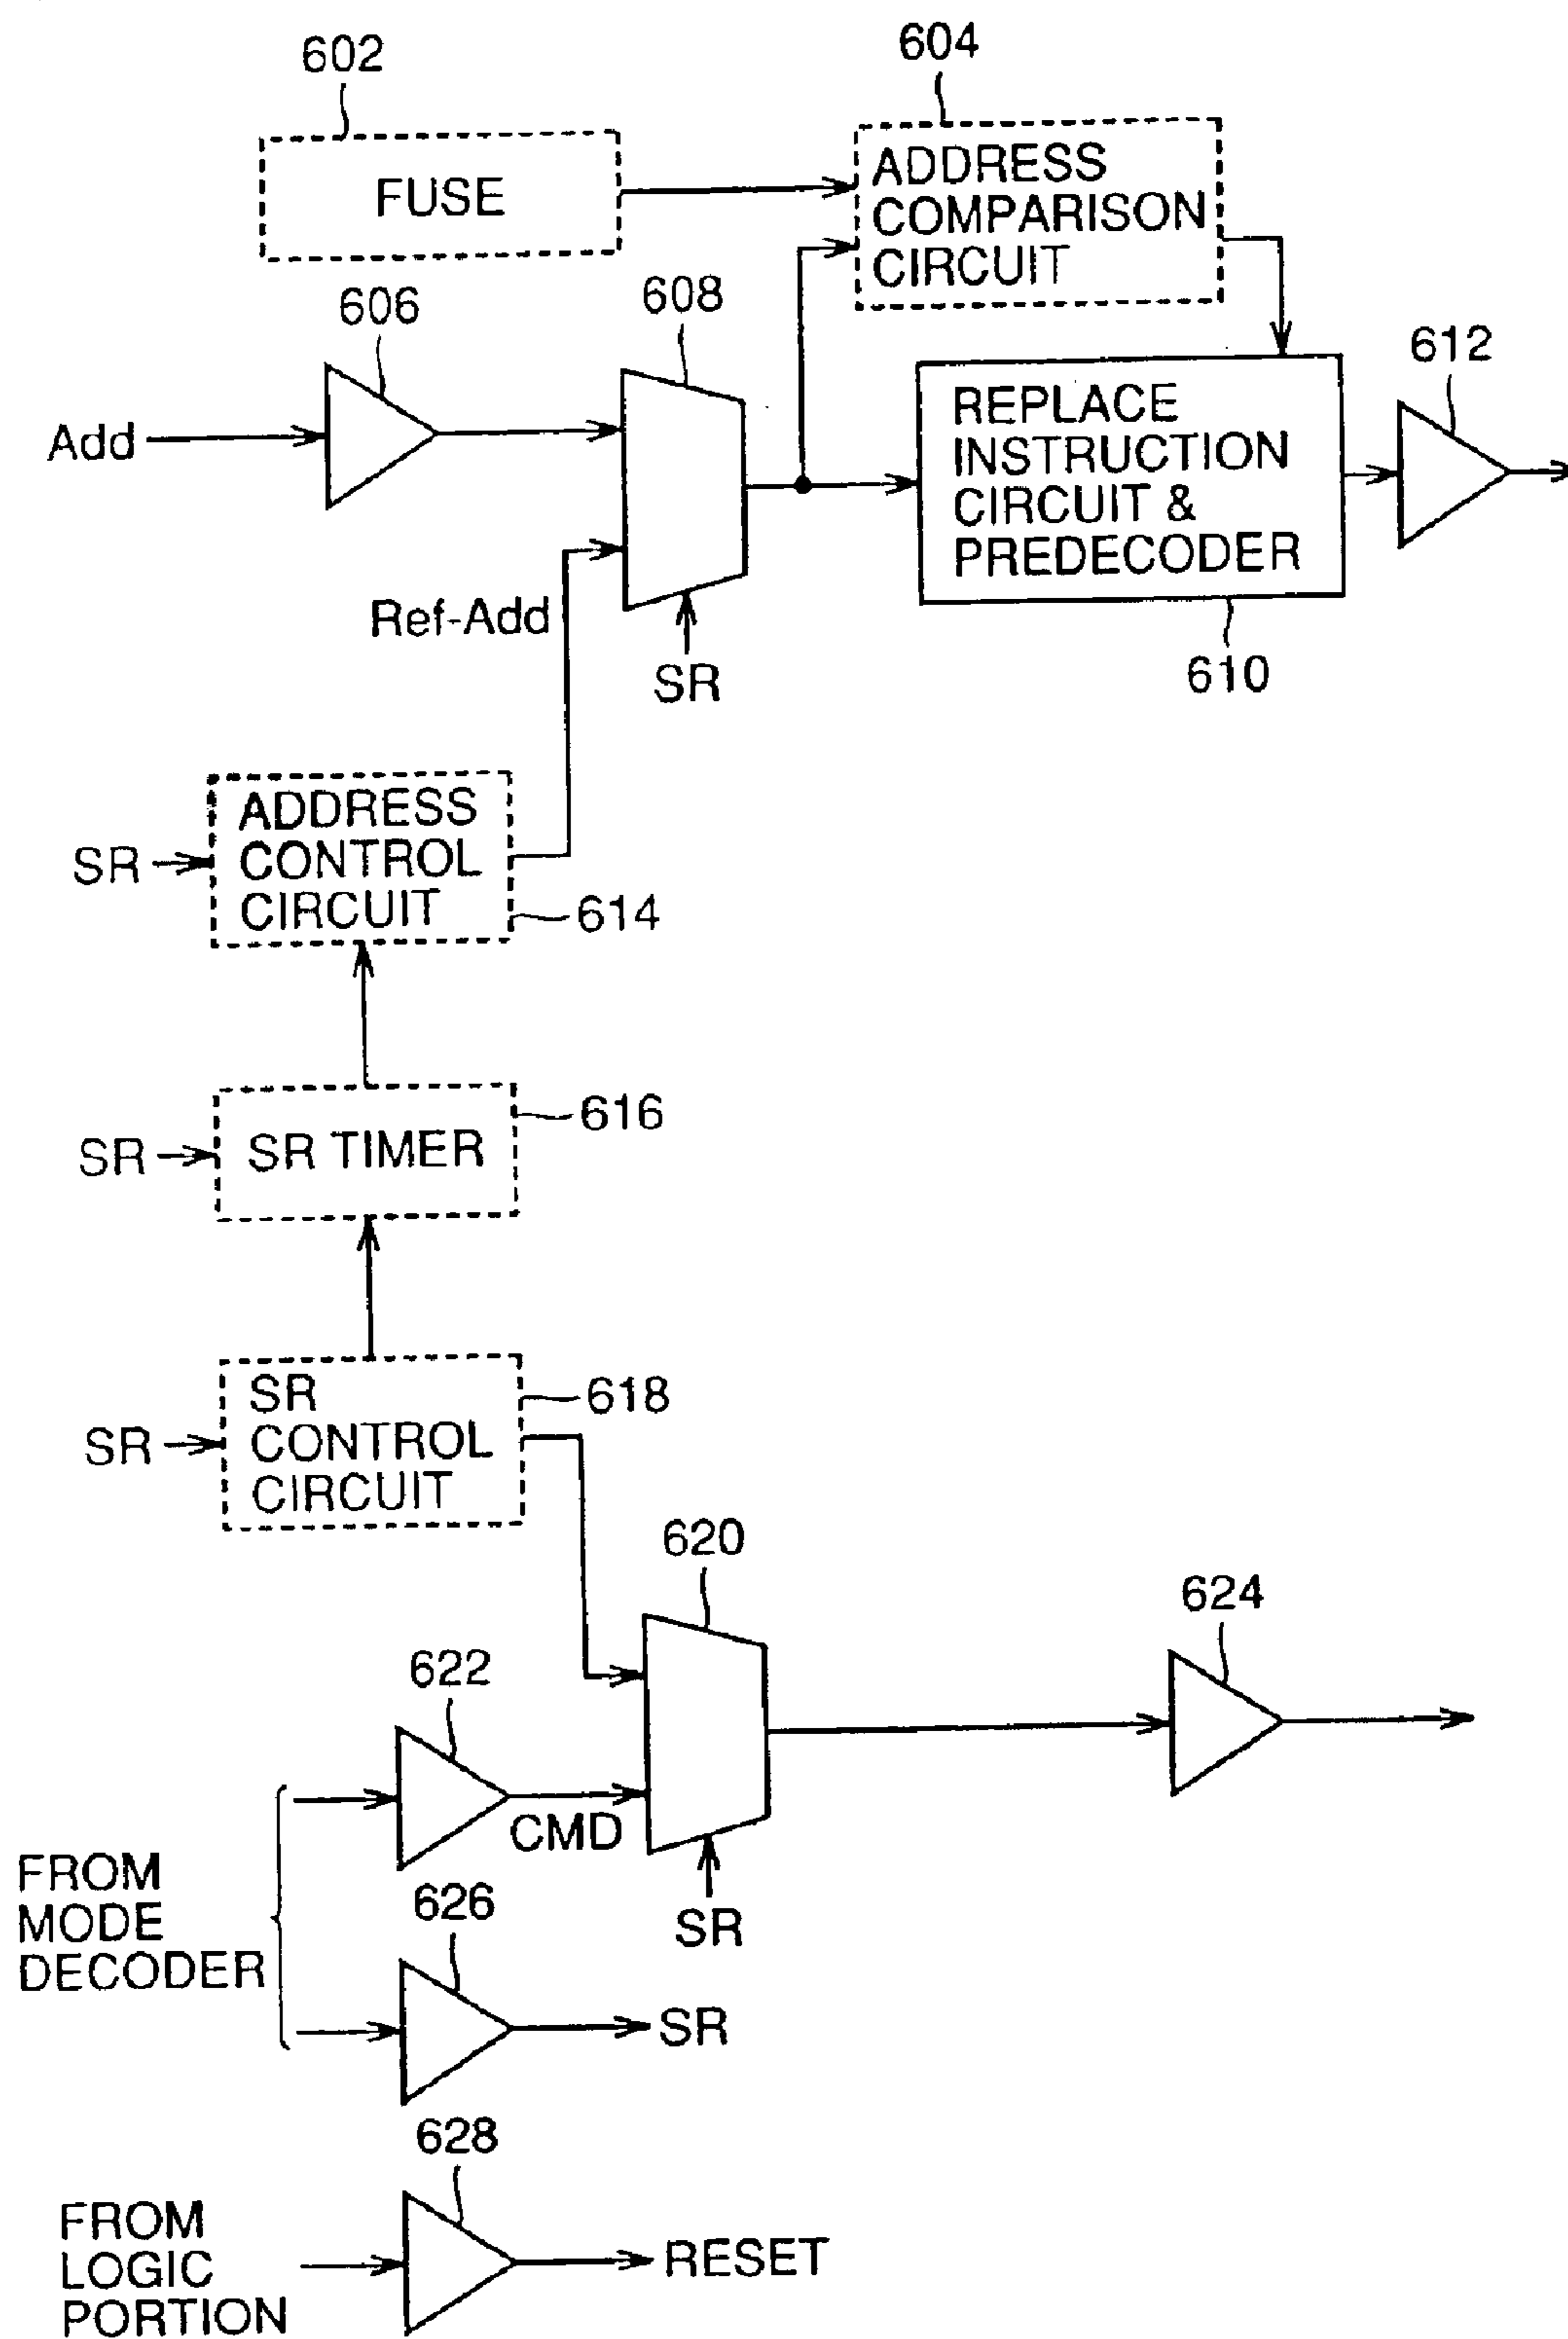 602
604
FUSE
ADDRESS
COMPARISON
CIRCUIT
606
608
612
Add
REPLACE
INSTRUCTION
CIRCUIT &
PREDECODER
Ref-Add
SR
610
ADDRESS
CONTROL
CIRCUIT
SR
614
616
SR
SR TIMER
SR
CONTROL
CIRCUIT
618
SR
620
624
622
CMD
FROM
MODE
DECODER
626
SR
SR
628
FROM
LOGIC
PORTION
RESET